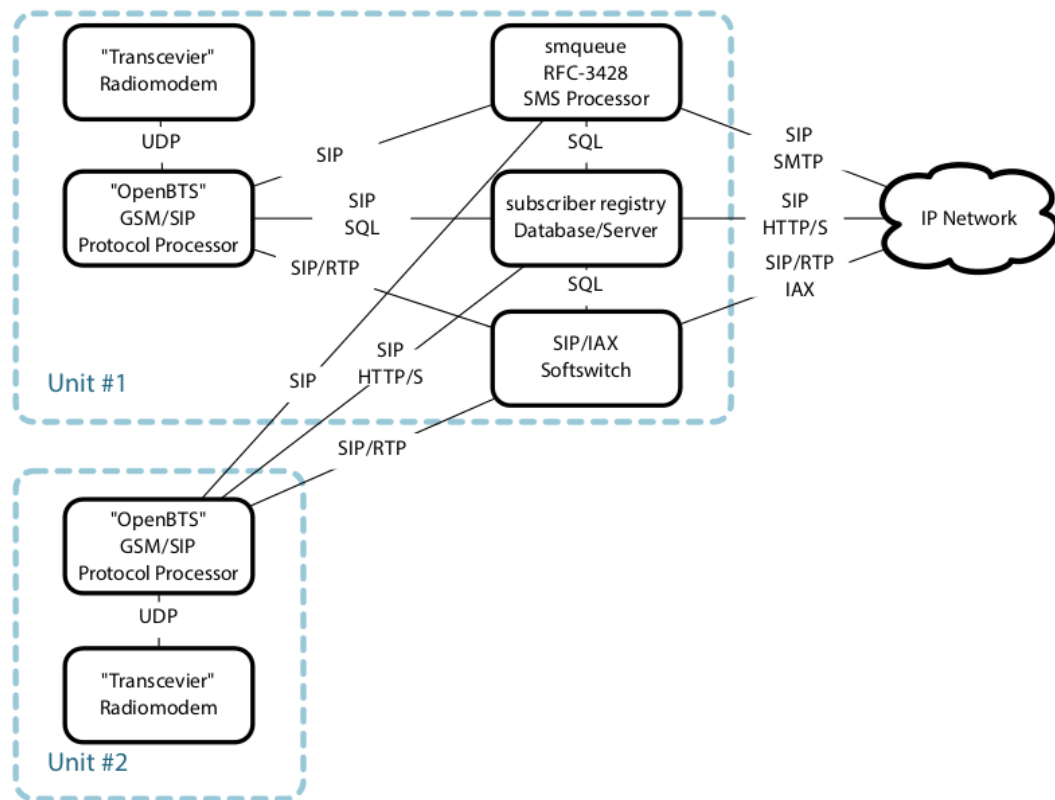 "Transcevier"
Radiomodem
UDP
"OpenBTS"
GSM/SIP
Protocol Processor
SIP
SIP
SQL
SIP/RTP
smqueue
RFC-3428
SMS Processor
SQL
subscriber registry
Database/Server
SQL
SIP/IAX
Softswitch
SIP
SMTP
SIP
HTTP/S
SIP/RTP
IAX
IP Network
SIP
HTTP/S
SIP
SIP/RTP
Unit #1
"OpenBTS"
GSM/SIP
Protocol Processor
UDP
"Transcevier"
Radiomodem
Unit #2